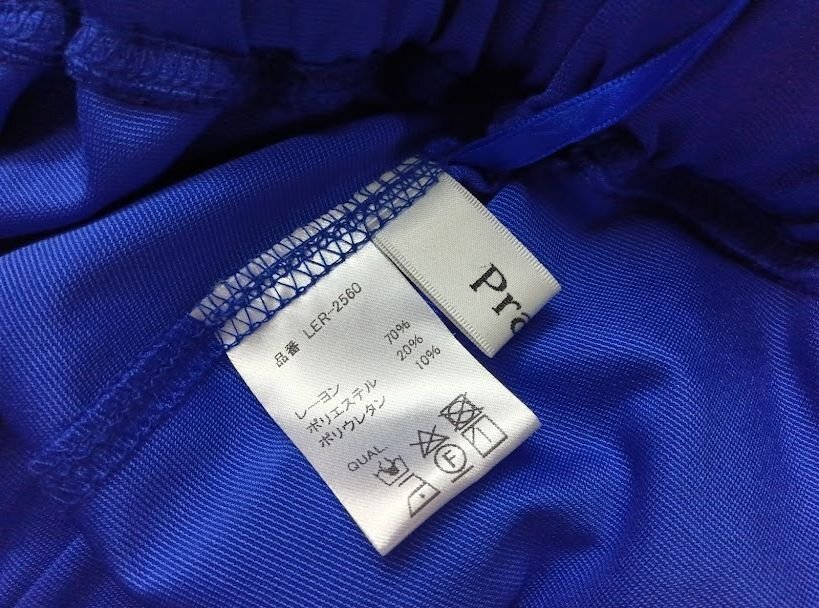 品番 LER-2560
レーヨン 70%
ポリエステル 20%
ポリウレタン 10%
QUAL
F
Pra